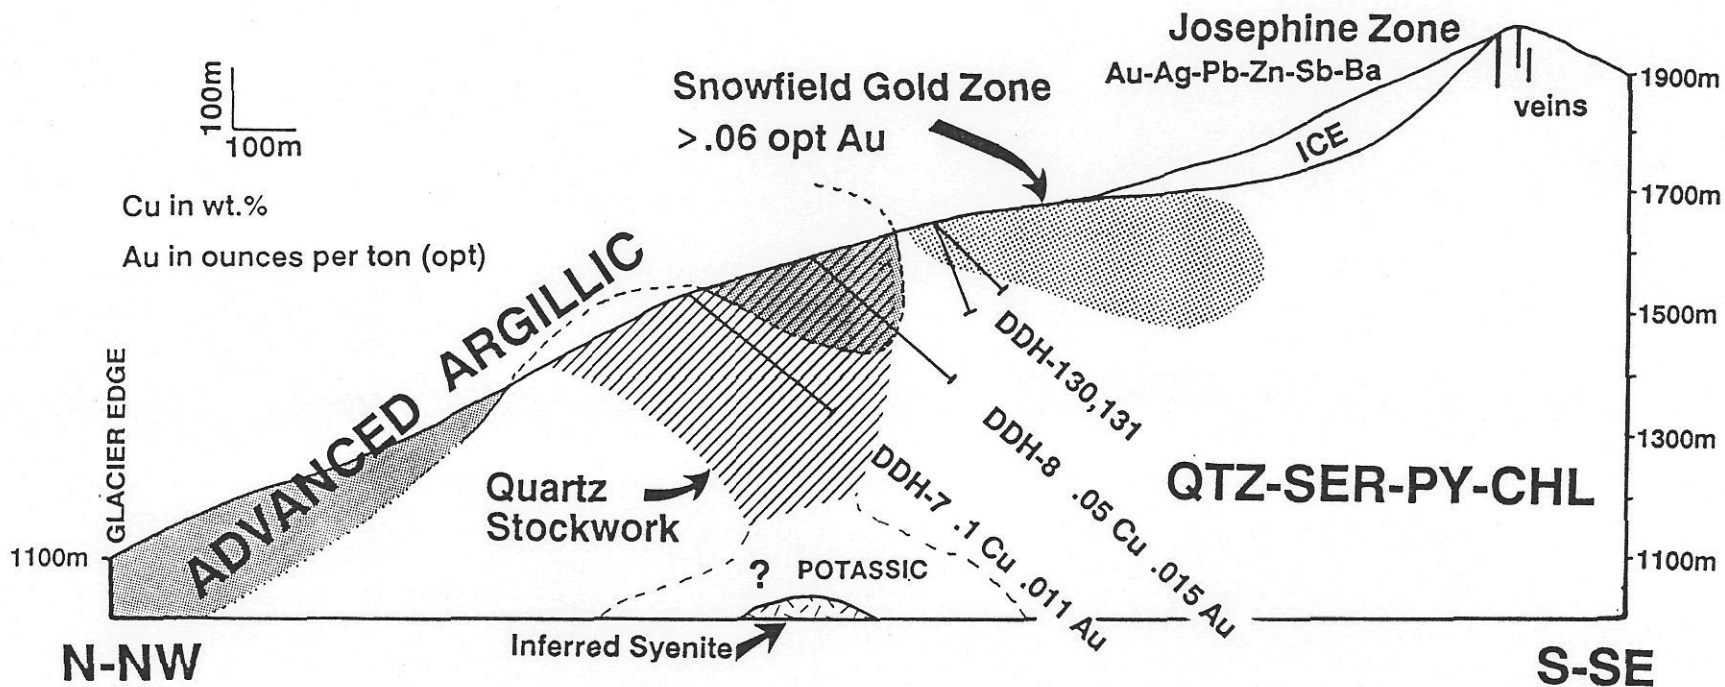 Josephine Zone
Au-Ag-Pb-Zn-Sb-Ba
veins
ICE
Snowfield Gold Zone
>.06 opt Au
100m
100m
Cu in wt.%
Au in ounces per ton (opt)
1900m
1700m
1500m
1300m
1100m
ADVANCED ARGILLIC
GLACIER EDGE
1100m
DDH-130,131
DDH-8 .05 Cu .015 Au
DDH-7 .1 Cu .011 Au
QTZ-SER-PY-CHL
Quartz
Stockwork
? POTASSIC
Inferred Syenite
N-NW
S-SE